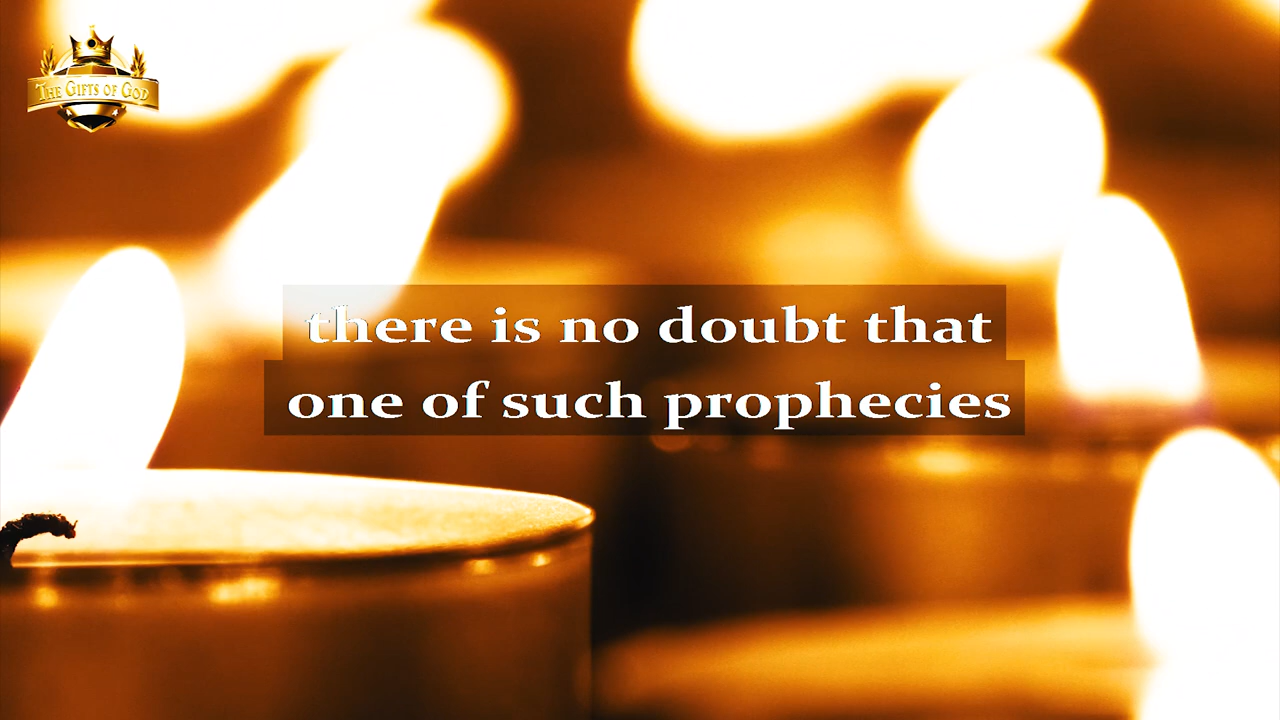 THE GIFTS OF GOD
there is no doubt that
one of such prophecies